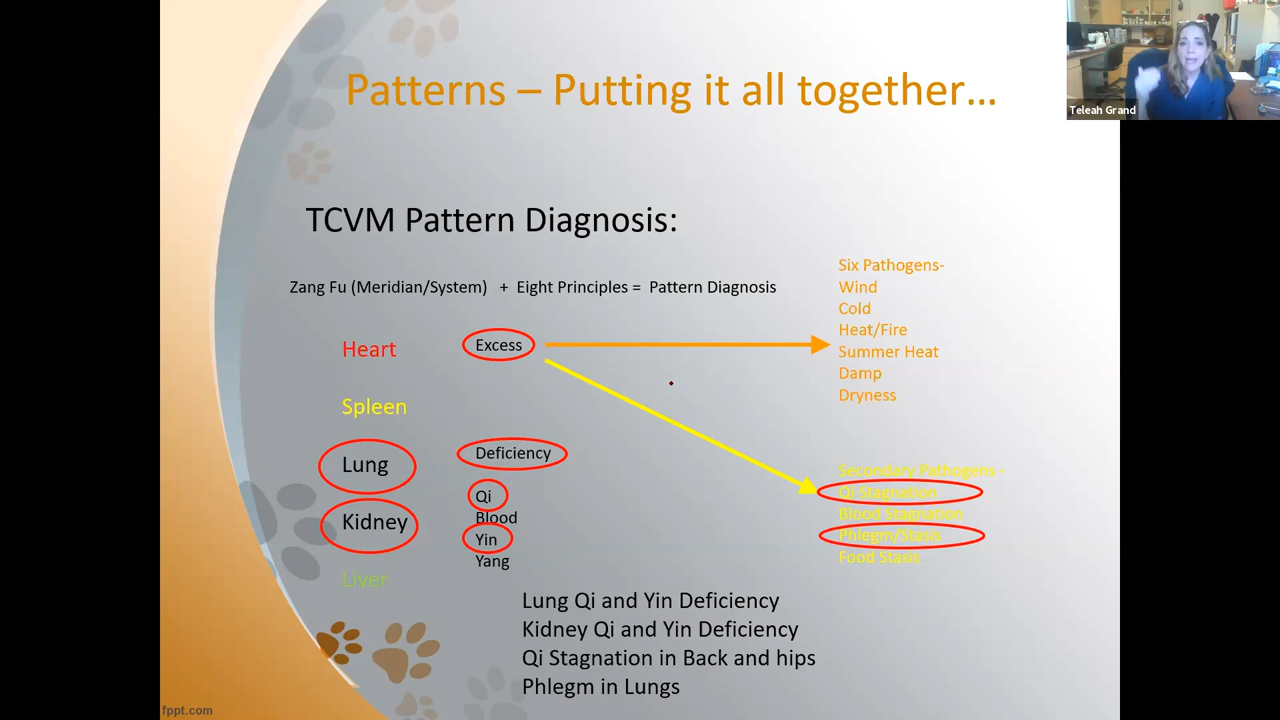 Patterns – Putting it all together…
Teleah Grand
TCVM Pattern Diagnosis:
Zang Fu (Meridian/System) + Eight Principles = Pattern Diagnosis
Heart
Spleen
Lung
Kidney
Liver
Excess
Deficiency
Qi
Blood
Yin
Yang
Six Pathogens-
Wind
Cold
Heat/Fire
Summer Heat
Damp
Dryness
Secondary Pathogens -
Qi Stagnation
Blood Stagnation
Phlegm/Stasis
Food Stasis
Lung Qi and Yin Deficiency
Kidney Qi and Yin Deficiency
Qi Stagnation in Back and hips
Phlegm in Lungs
fppt.com